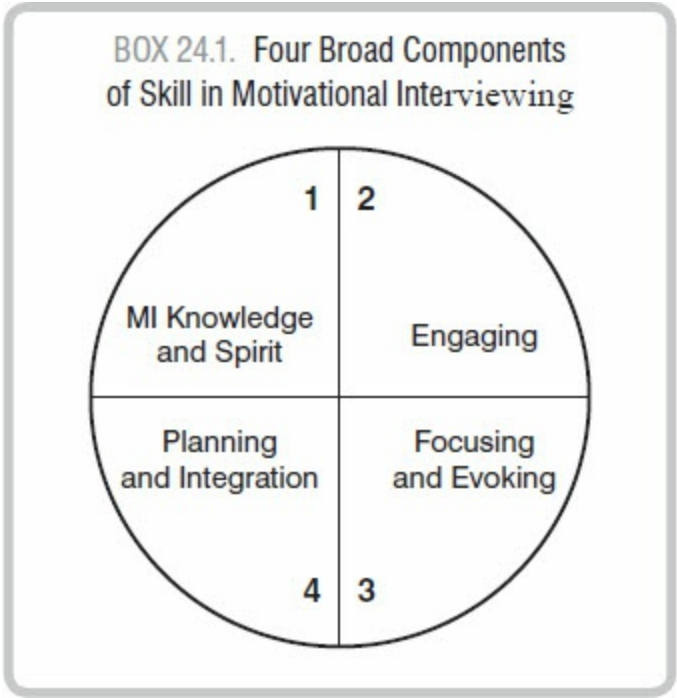 BOX 24.1. Four Broad Components
of Skill in Motivational Interviewing
1
2
MI Knowledge
and Spirit
Engaging
Planning
and Integration
Focusing
and Evoking
4
3